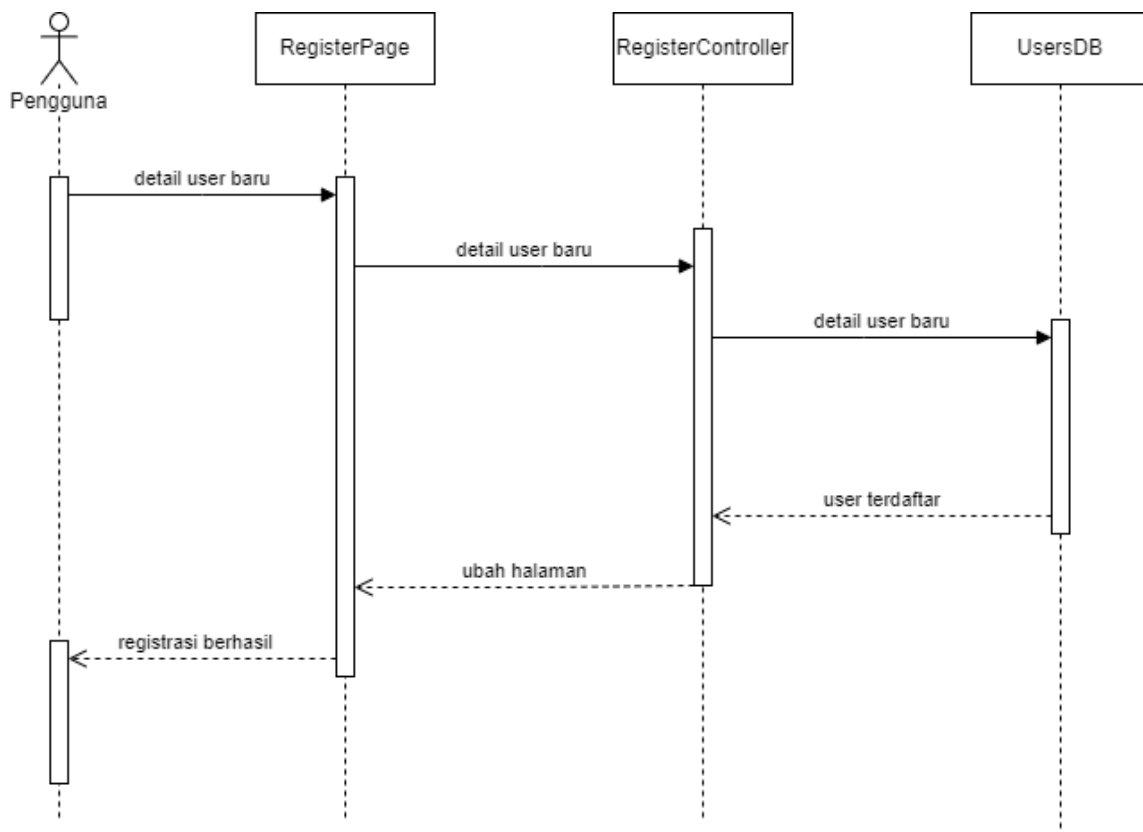 RegisterPage
RegisterController
UsersDB
Pengguna
detail user baru
detail user baru
detail user baru
user terdaftar
ubah halaman
registrasi berhasil